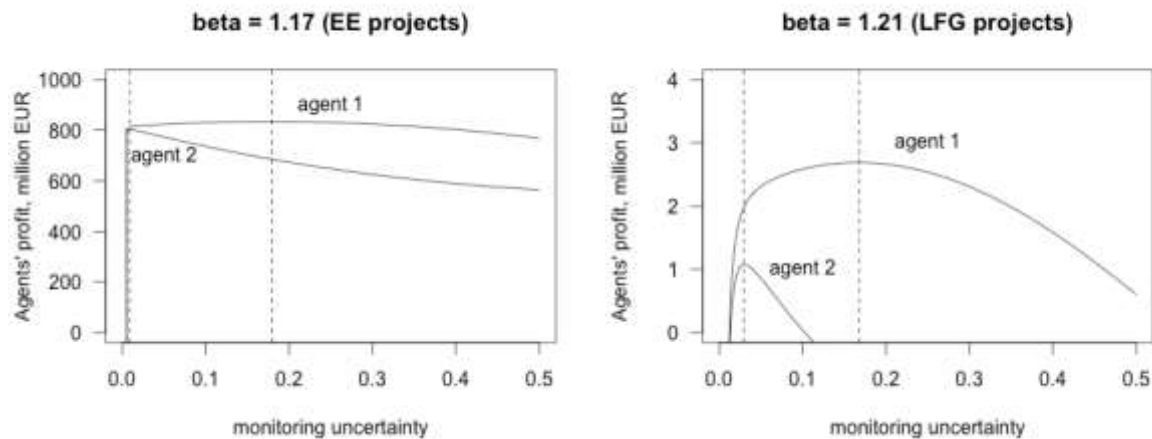 beta = 1.17 (EE projects)
Agents' profit, million EUR
1000
800
600
400
200
0
agent 1
agent 2
0.0 0.1 0.2 0.3 0.4 0.5
monitoring uncertainty
beta = 1.21 (LFG projects)
Agents' profit, million EUR
4
3
2
1
0
agent 1
agent 2
0.0 0.1 0.2 0.3 0.4 0.5
monitoring uncertainty